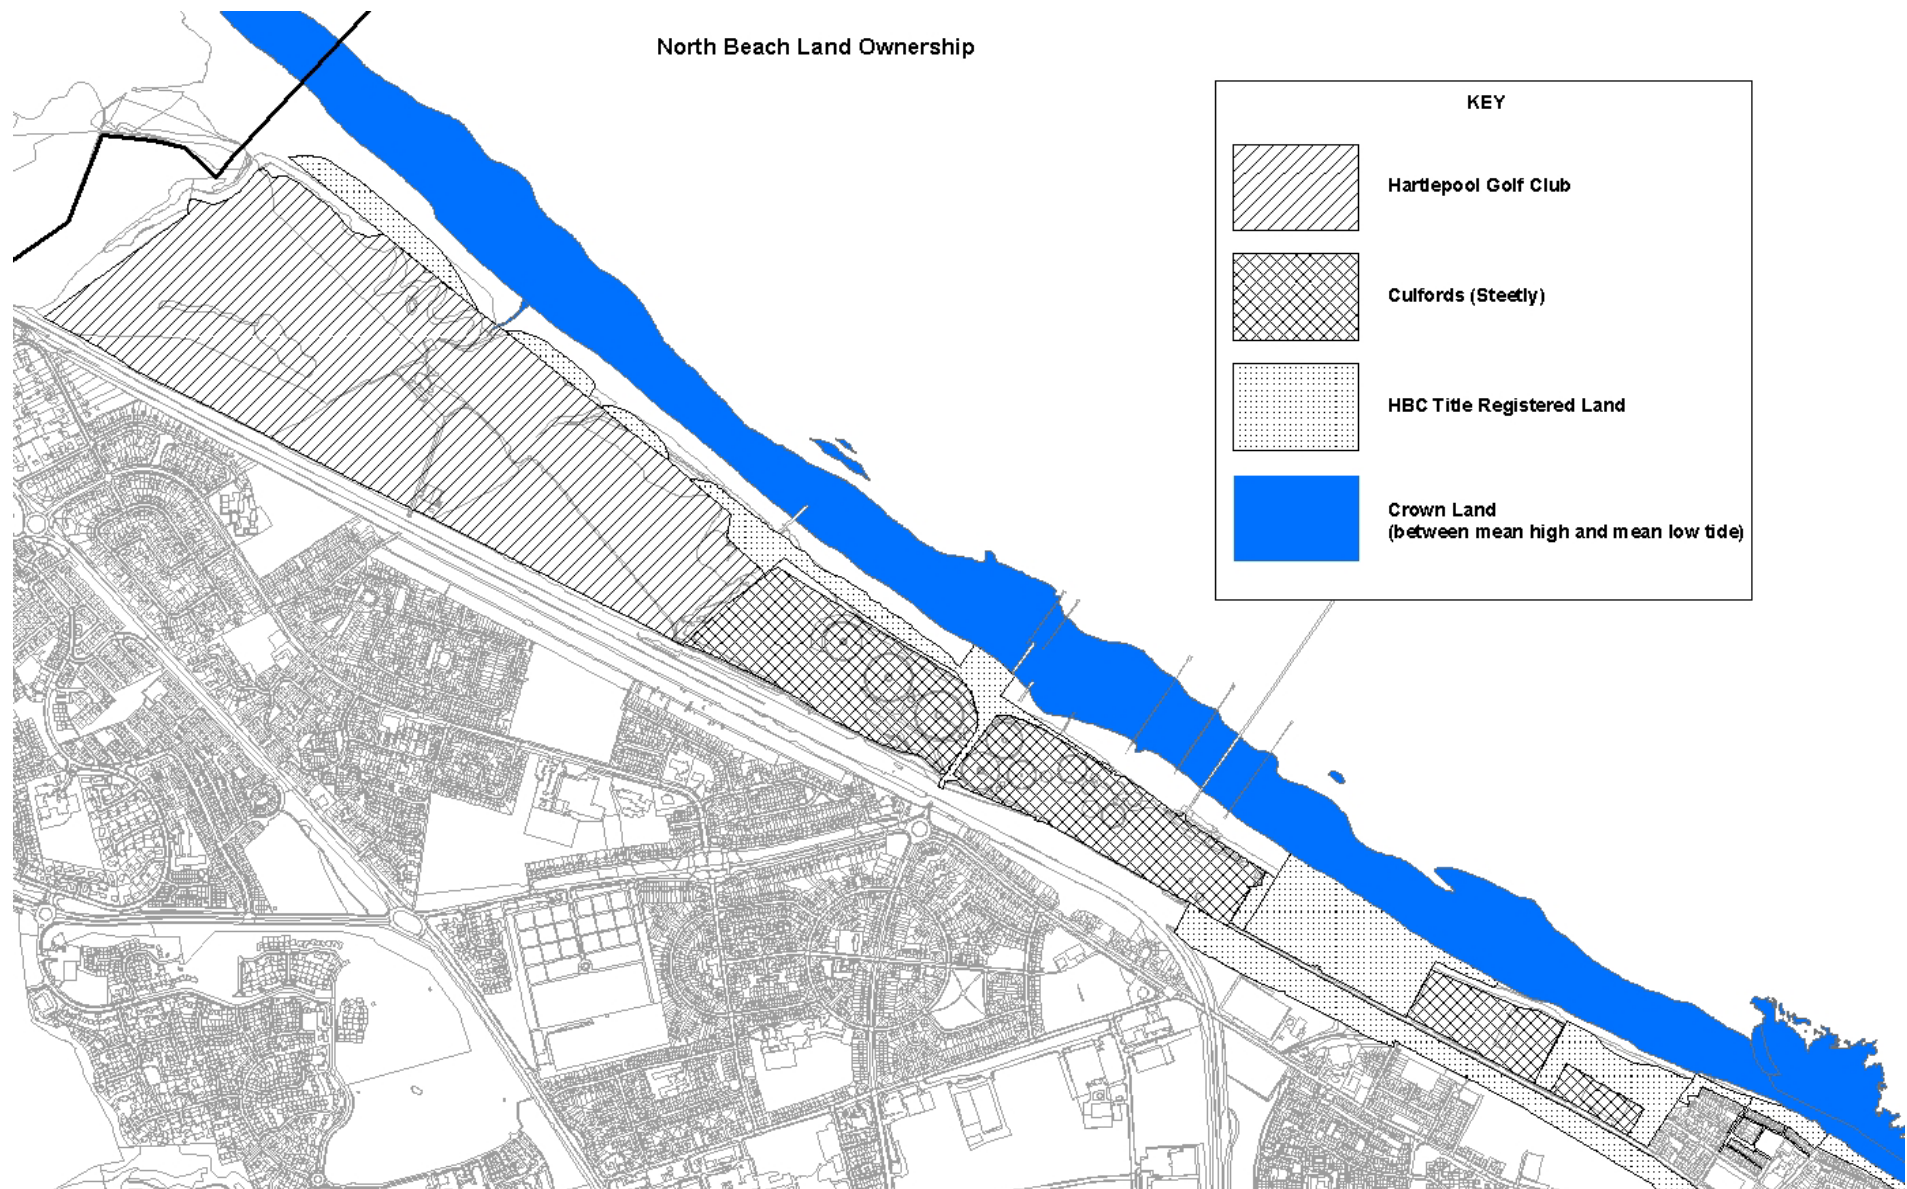 North Beach Land Ownership
KEY
Hartlepool Golf Club
Culfords (Steetly)
HBC Title Registered Land
Crown Land
(between mean high and mean low tide)